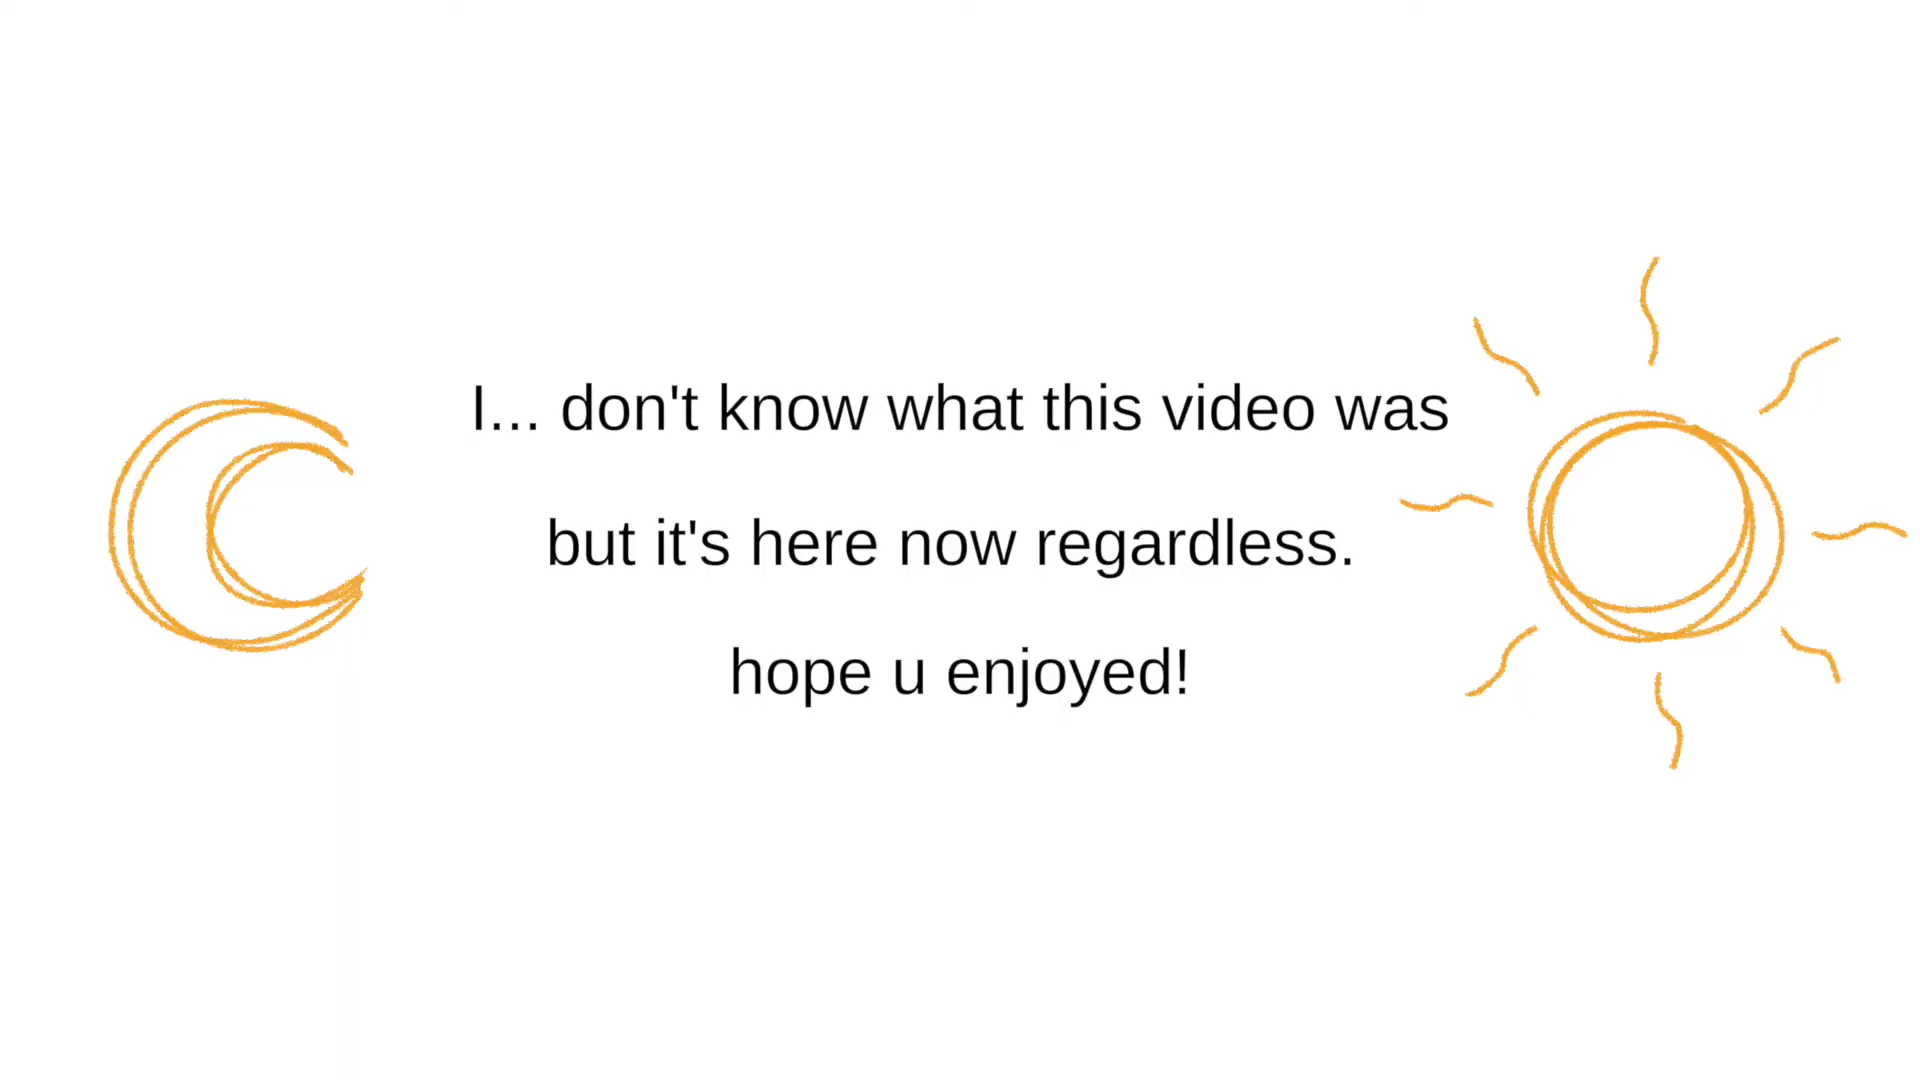 I... don't know what this video was
but it's here now regardless.
hope u enjoyed!